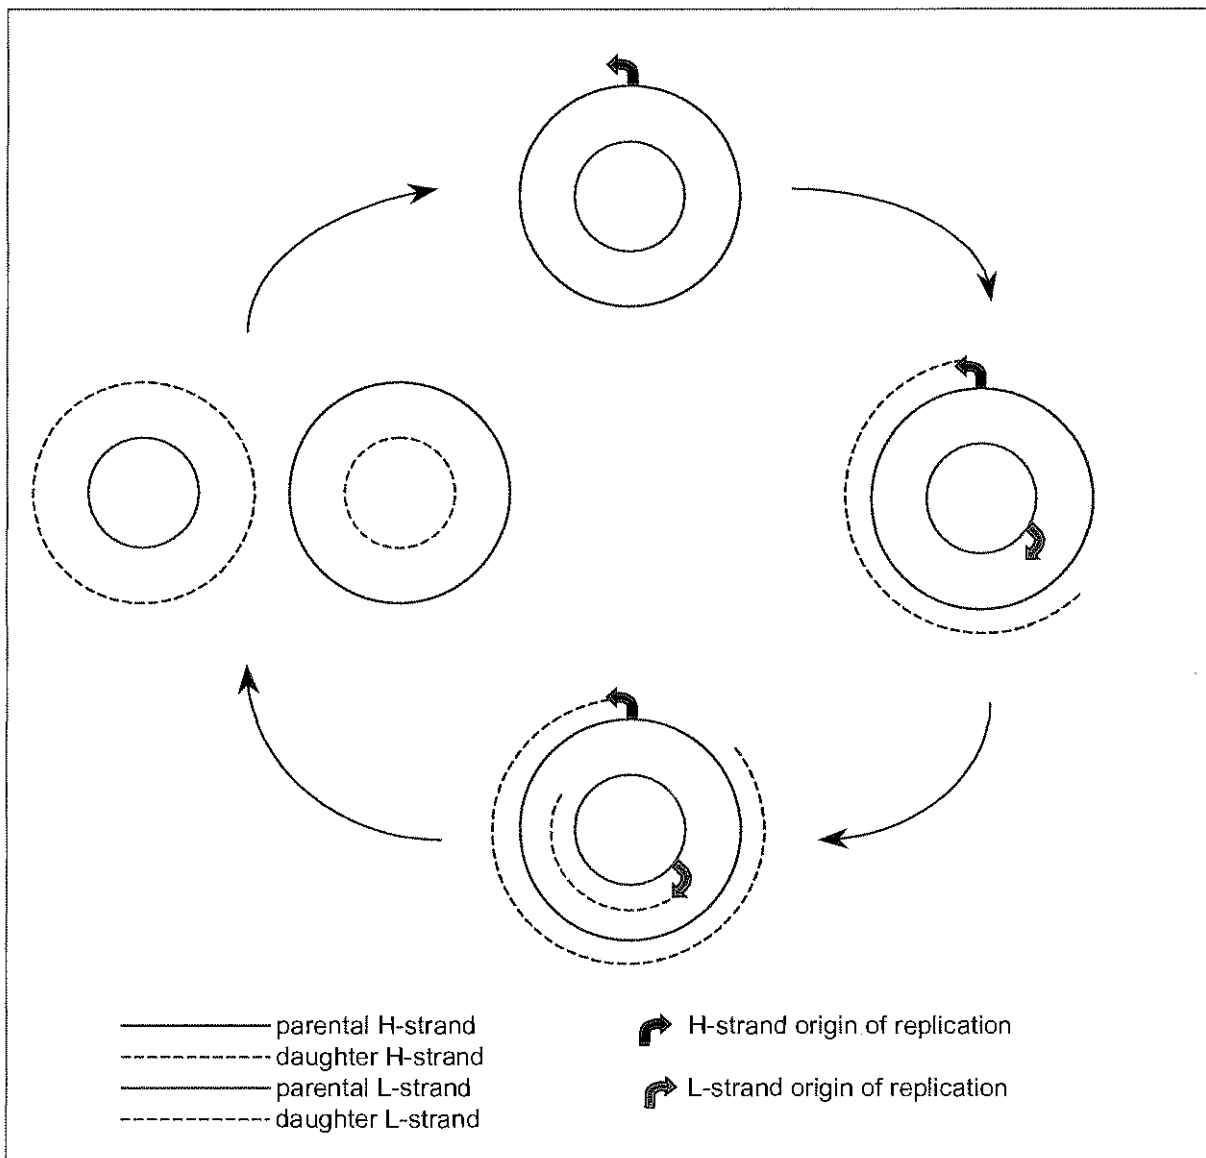 parental H-strand
daughter H-strand
parental L-strand
daughter L-strand
H-strand origin of replication
L-strand origin of replication